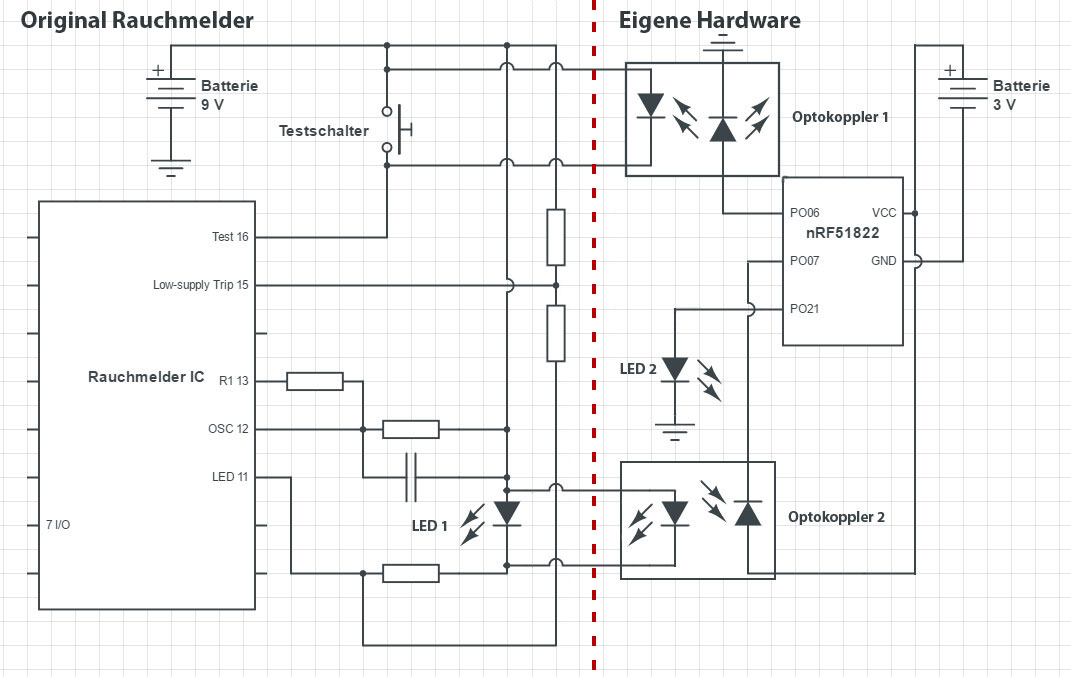 Original Rauchmelder
Eigene Hardware
+
Batterie
9 V
Testschalter
Optokoppler 1
+
Batterie
3 V
Test 16
Low-supply Trip 15
Rauchmelder IC
R1 13
OSC 12
LED 11
7 I/O
LED 1
PO06
VCC
nRF51822
PO07
GND
PO21
LED 2
Optokoppler 2